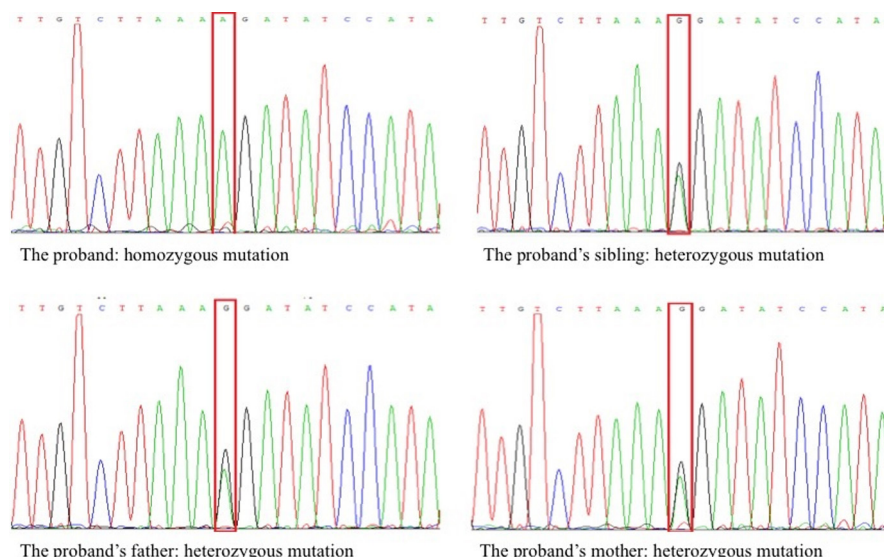 T T G T C T T A A A A G A T A T C C A T A
T T G T C T T A A A G G A T A T C C A T A
The proband: homozygous mutation
The proband's sibling: heterozygous mutation
T T G T C T T A A A G G A T A T C C A T A
T T G T C T T A A A G G A T A T C C A T A
The proband's father: heterozygous mutation
The proband's mother: heterozygous mutation